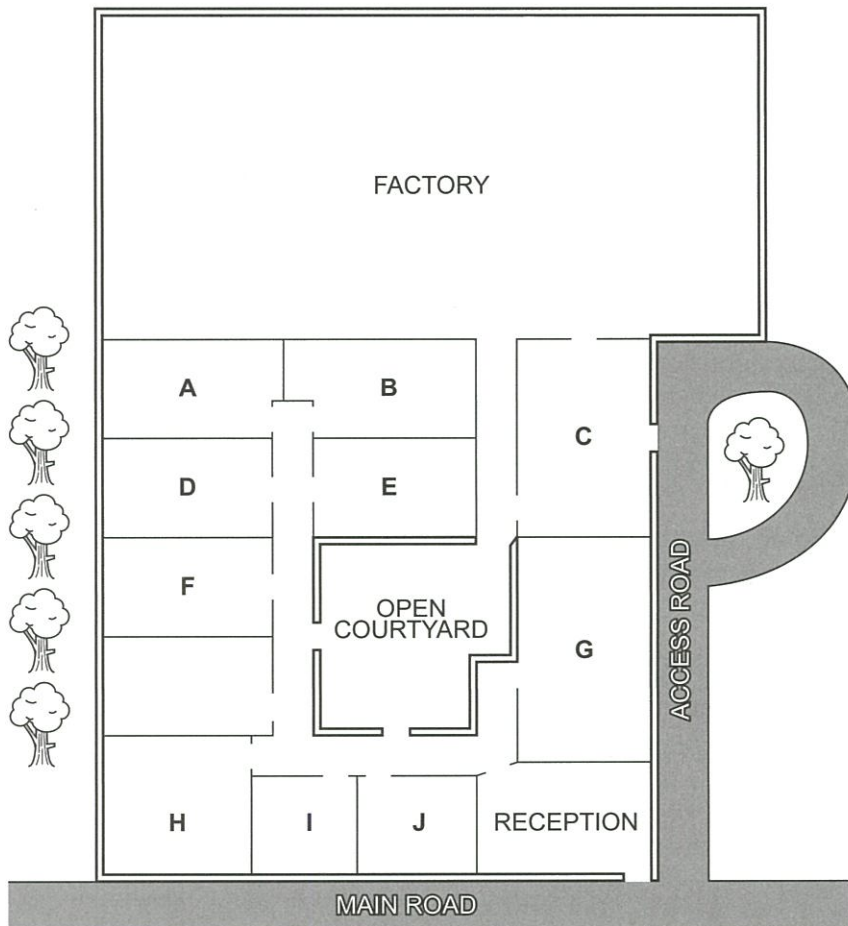 FACTORY
A
B
C
D
E
F
OPEN
COURTYARD
G
ACCESS ROAD
H
I
J
RECEPTION
MAIN ROAD